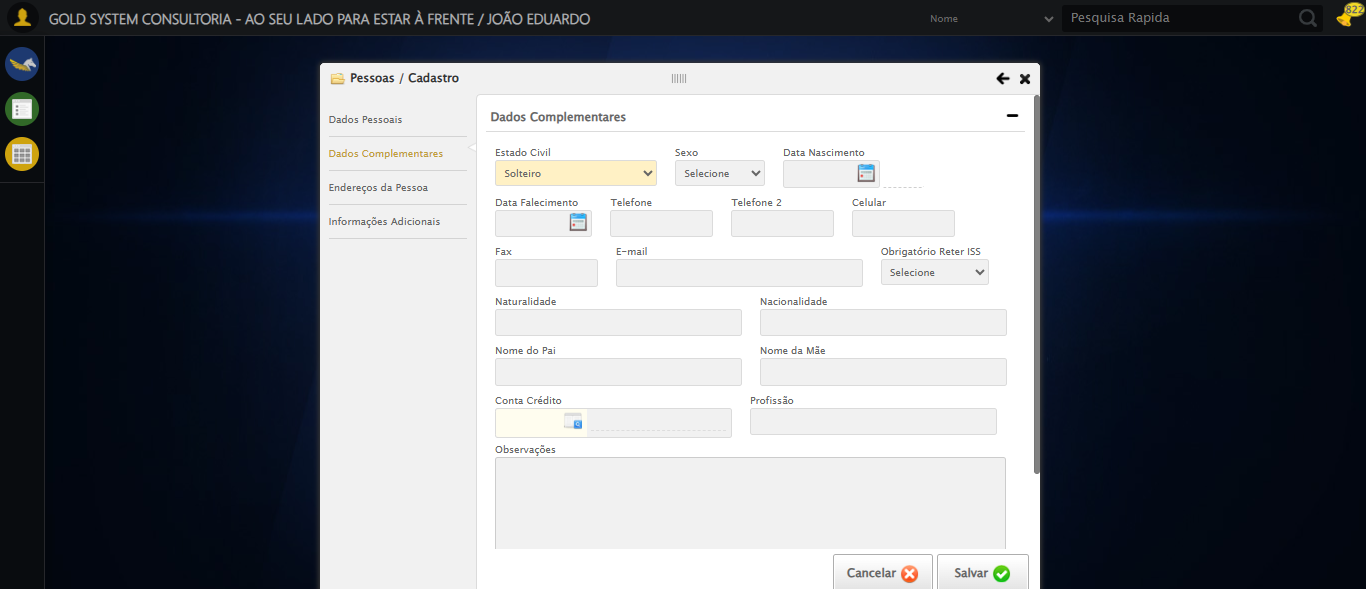 GOLD SYSTEM CONSULTORIA - AO SEU LADO PARA ESTAR À FRENTE / JOÃO EDUARDO
Nome
Pesquisa Rapida
822
Pessoas / Cadastro
Dados Pessoais
Dados Complementares
Endereços da Pessoa
Informações Adicionais
Dados Complementares
Estado Civil Sexo Data Nascimento
Solteiro Selecione
Data Falecimento Telefone Telefone 2 Celular
Fax E-mail Obrigatório Reter ISS
Selecione
Naturalidade Nacionalidade
Nome do Pai Nome da Mãe
Conta Crédito Profissão
Observações
Cancelar Salvar